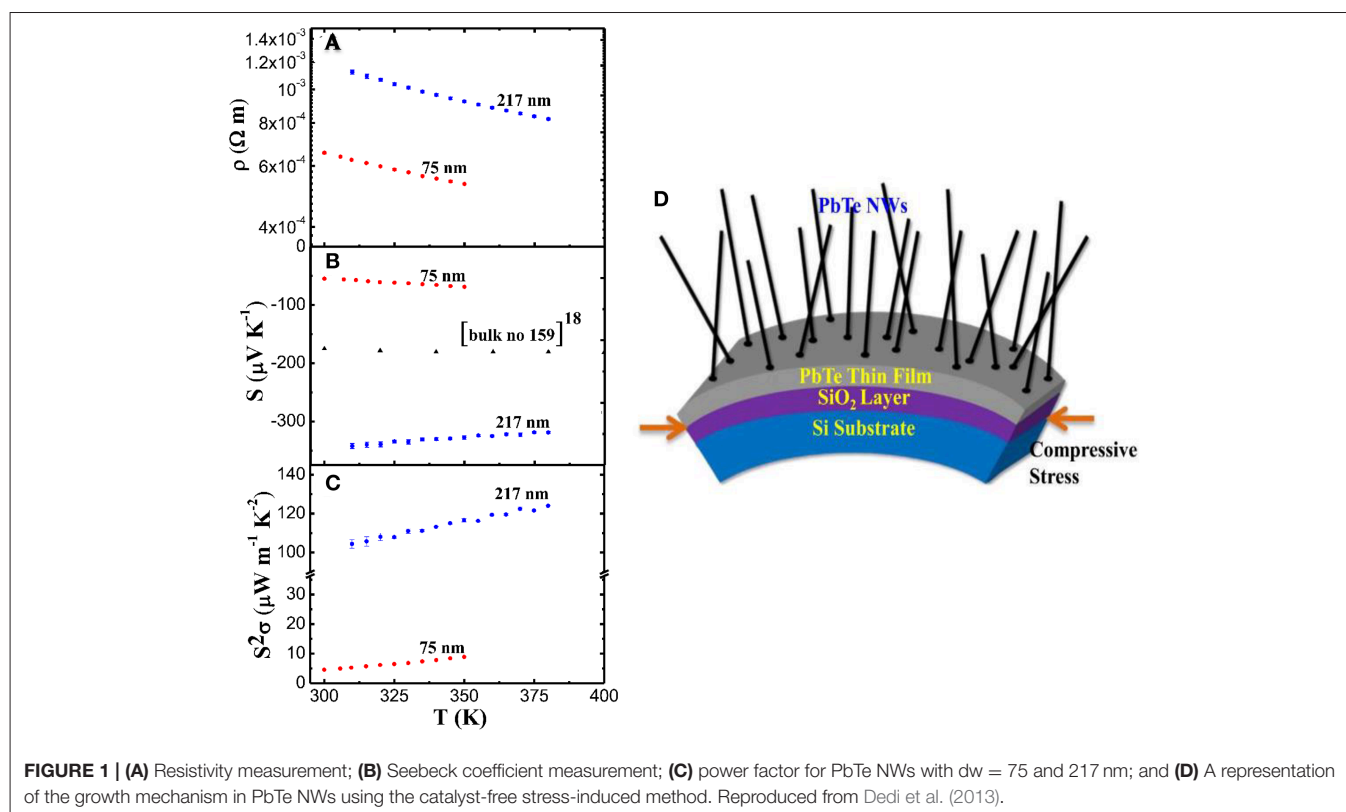 A
1.4x10⁻³
1.2x10⁻³
10⁻³
8x10⁻⁴
6x10⁻⁴
4x10⁻⁴
0
ρ (Ω m)
217 nm
75 nm
B
-100
-200
-300
S (μV K⁻¹)
75 nm
[bulk no 159]¹⁸
217 nm
C
140
120
100
30
20
10
0
S²σ (μW m⁻¹ K⁻²)
217 nm
75 nm
300
325
350
375
400
T (K)
D
PbTe NWs
PbTe Thin Film
SiO₂ Layer
Si Substrate
Compressive
Stress
FIGURE 1 | (A) Resistivity measurement; (B) Seebeck coefficient measurement; (C) power factor for PbTe NWs with dw = 75 and 217 nm; and (D) A representation
of the growth mechanism in PbTe NWs using the catalyst-free stress-induced method. Reproduced from Dedi et al. (2013).